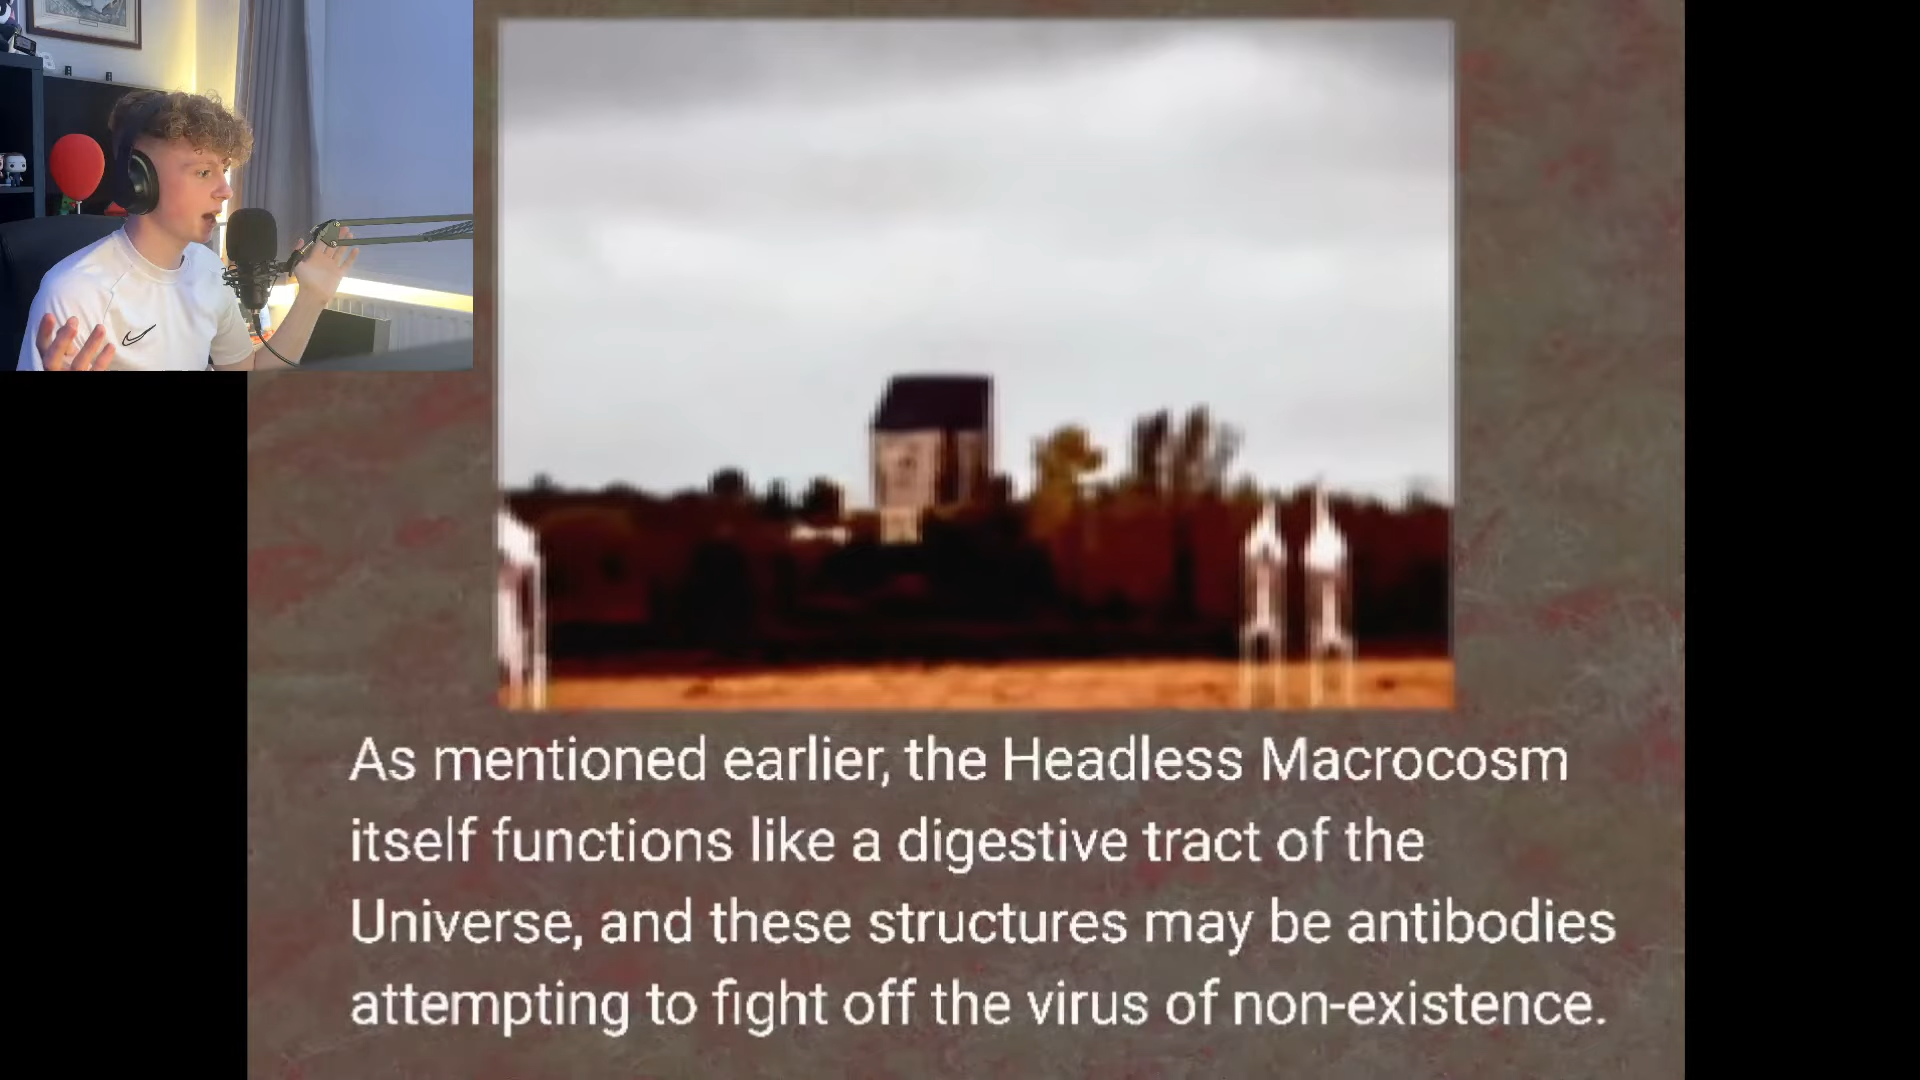 As mentioned earlier, the Headless Macrocosm
itself functions like a digestive tract of the
Universe, and these structures may be antibodies
attempting to fight off the virus of non-existence.